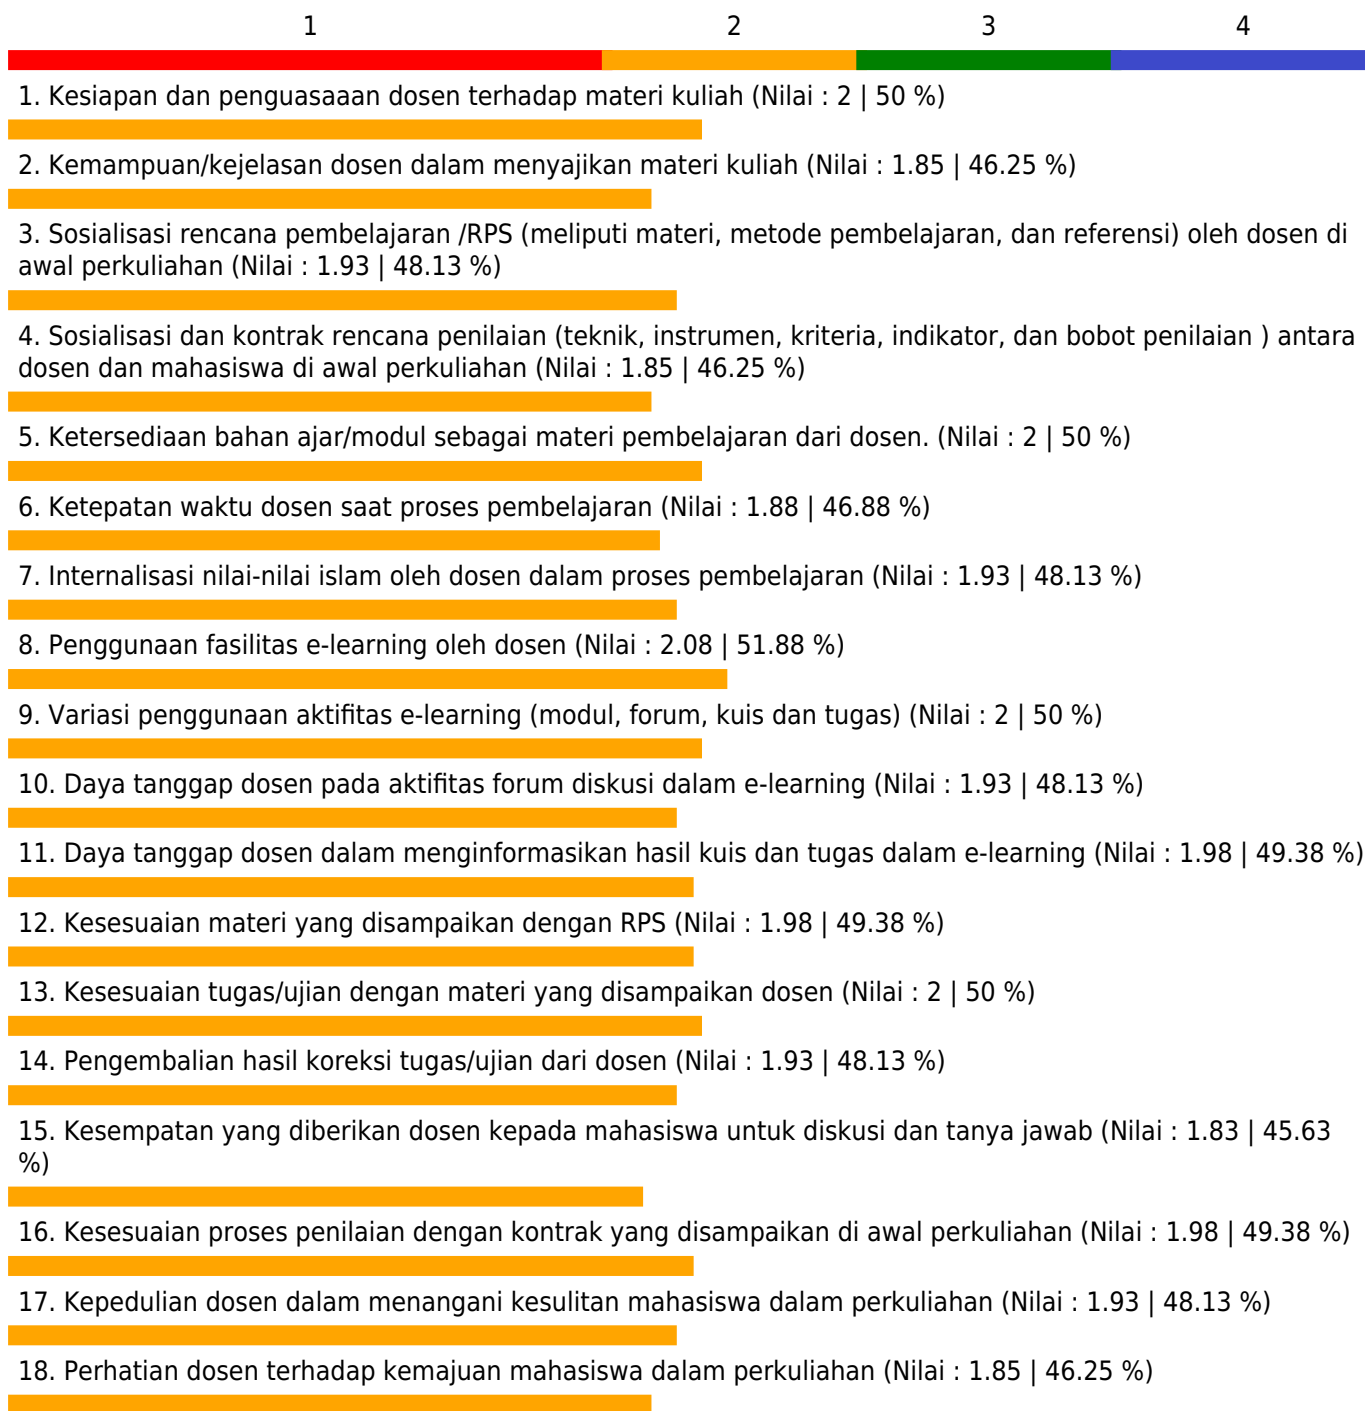 1 2 3 4
1. Kesiapan dan penguasaaan dosen terhadap materi kuliah (Nilai : 2 | 50 %)
2. Kemampuan/kejelasan dosen dalam menyajikan materi kuliah (Nilai : 1.85 | 46.25 %)
3. Sosialisasi rencana pembelajaran /RPS (meliputi materi, metode pembelajaran, dan referensi) oleh dosen di
awal perkuliahan (Nilai : 1.93 | 48.13 %)
4. Sosialisasi dan kontrak rencana penilaian (teknik, instrumen, kriteria, indikator, dan bobot penilaian ) antara
dosen dan mahasiswa di awal perkuliahan (Nilai : 1.85 | 46.25 %)
5. Ketersediaan bahan ajar/modul sebagai materi pembelajaran dari dosen. (Nilai : 2 | 50 %)
6. Ketepatan waktu dosen saat proses pembelajaran (Nilai : 1.88 | 46.88 %)
7. Internalisasi nilai-nilai islam oleh dosen dalam proses pembelajaran (Nilai : 1.93 | 48.13 %)
8. Penggunaan fasilitas e-learning oleh dosen (Nilai : 2.08 | 51.88 %)
9. Variasi penggunaan aktifitas e-learning (modul, forum, kuis dan tugas) (Nilai : 2 | 50 %)
10. Daya tanggap dosen pada aktifitas forum diskusi dalam e-learning (Nilai : 1.93 | 48.13 %)
11. Daya tanggap dosen dalam menginformasikan hasil kuis dan tugas dalam e-learning (Nilai : 1.98 | 49.38 %)
12. Kesesuaian materi yang disampaikan dengan RPS (Nilai : 1.98 | 49.38 %)
13. Kesesuaian tugas/ujian dengan materi yang disampaikan dosen (Nilai : 2 | 50 %)
14. Pengembalian hasil koreksi tugas/ujian dari dosen (Nilai : 1.93 | 48.13 %)
15. Kesempatan yang diberikan dosen kepada mahasiswa untuk diskusi dan tanya jawab (Nilai : 1.83 | 45.63
%)
16. Kesesuaian proses penilaian dengan kontrak yang disampaikan di awal perkuliahan (Nilai : 1.98 | 49.38 %)
17. Kepedulian dosen dalam menangani kesulitan mahasiswa dalam perkuliahan (Nilai : 1.93 | 48.13 %)
18. Perhatian dosen terhadap kemajuan mahasiswa dalam perkuliahan (Nilai : 1.85 | 46.25 %)